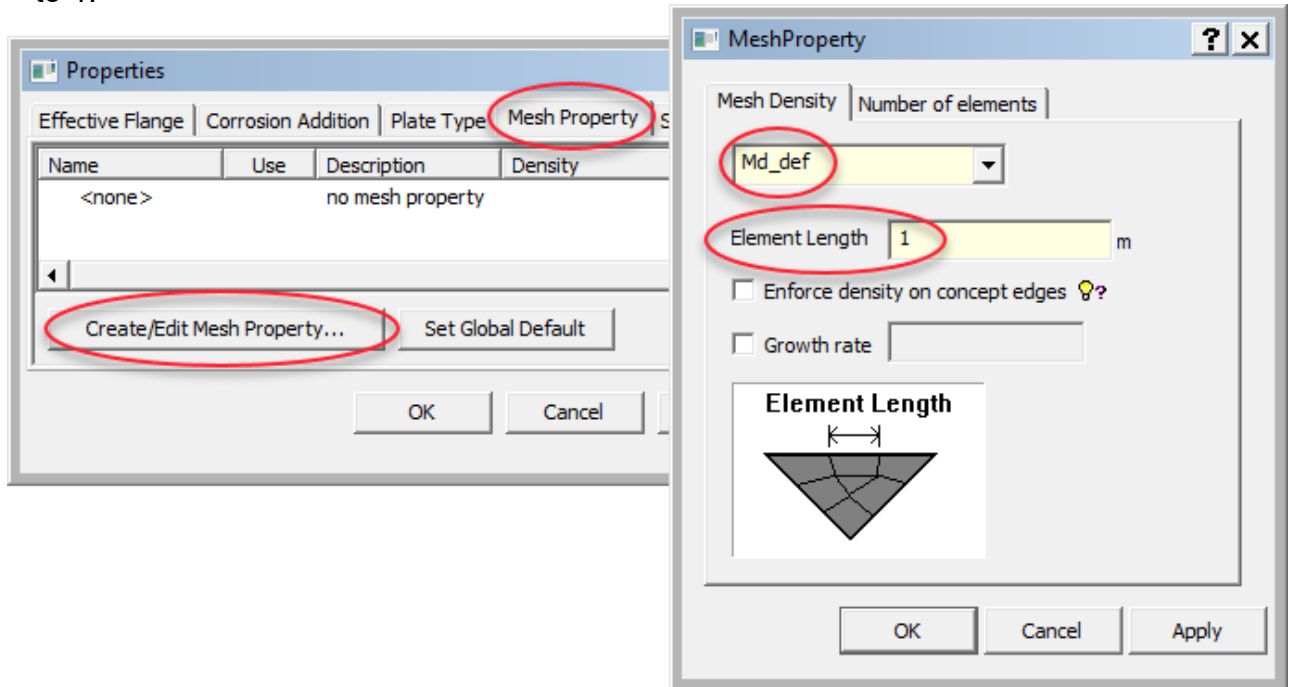 Properties
Effective Flange Corrosion Addition Plate Type Mesh Property
Name Use Description Density
<none> no mesh property
Create/Edit Mesh Property... Set Global Default
OK Cancel
MeshProperty ? x
Mesh Density Number of elements
Md_def
Element Length 1 m
Enforce density on concept edges ?
Growth rate
Element Length
OK Cancel Apply